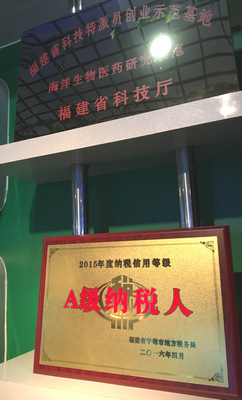 福建省科技特派员创业示范基地
海洋生物医药研究
包
福建省科技厅
2015年度纳税信用等级
A级纳税人
福建省宁德市地方税务局
二〇一六年四月